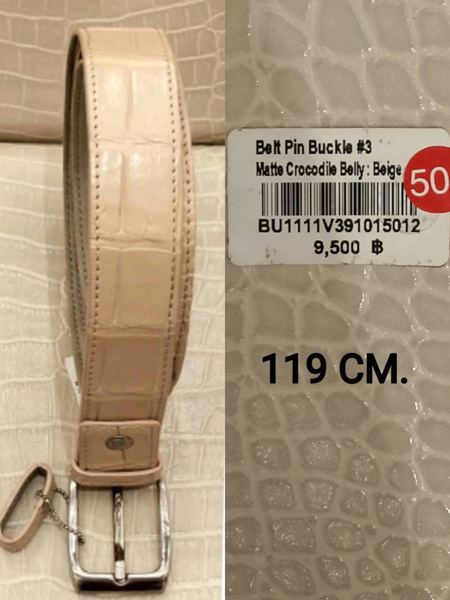 Belt Pin Buckle #3
Matte Crocodile Belly : Beige
50
BU1111V391015012
9,500 ฿
119 CM.